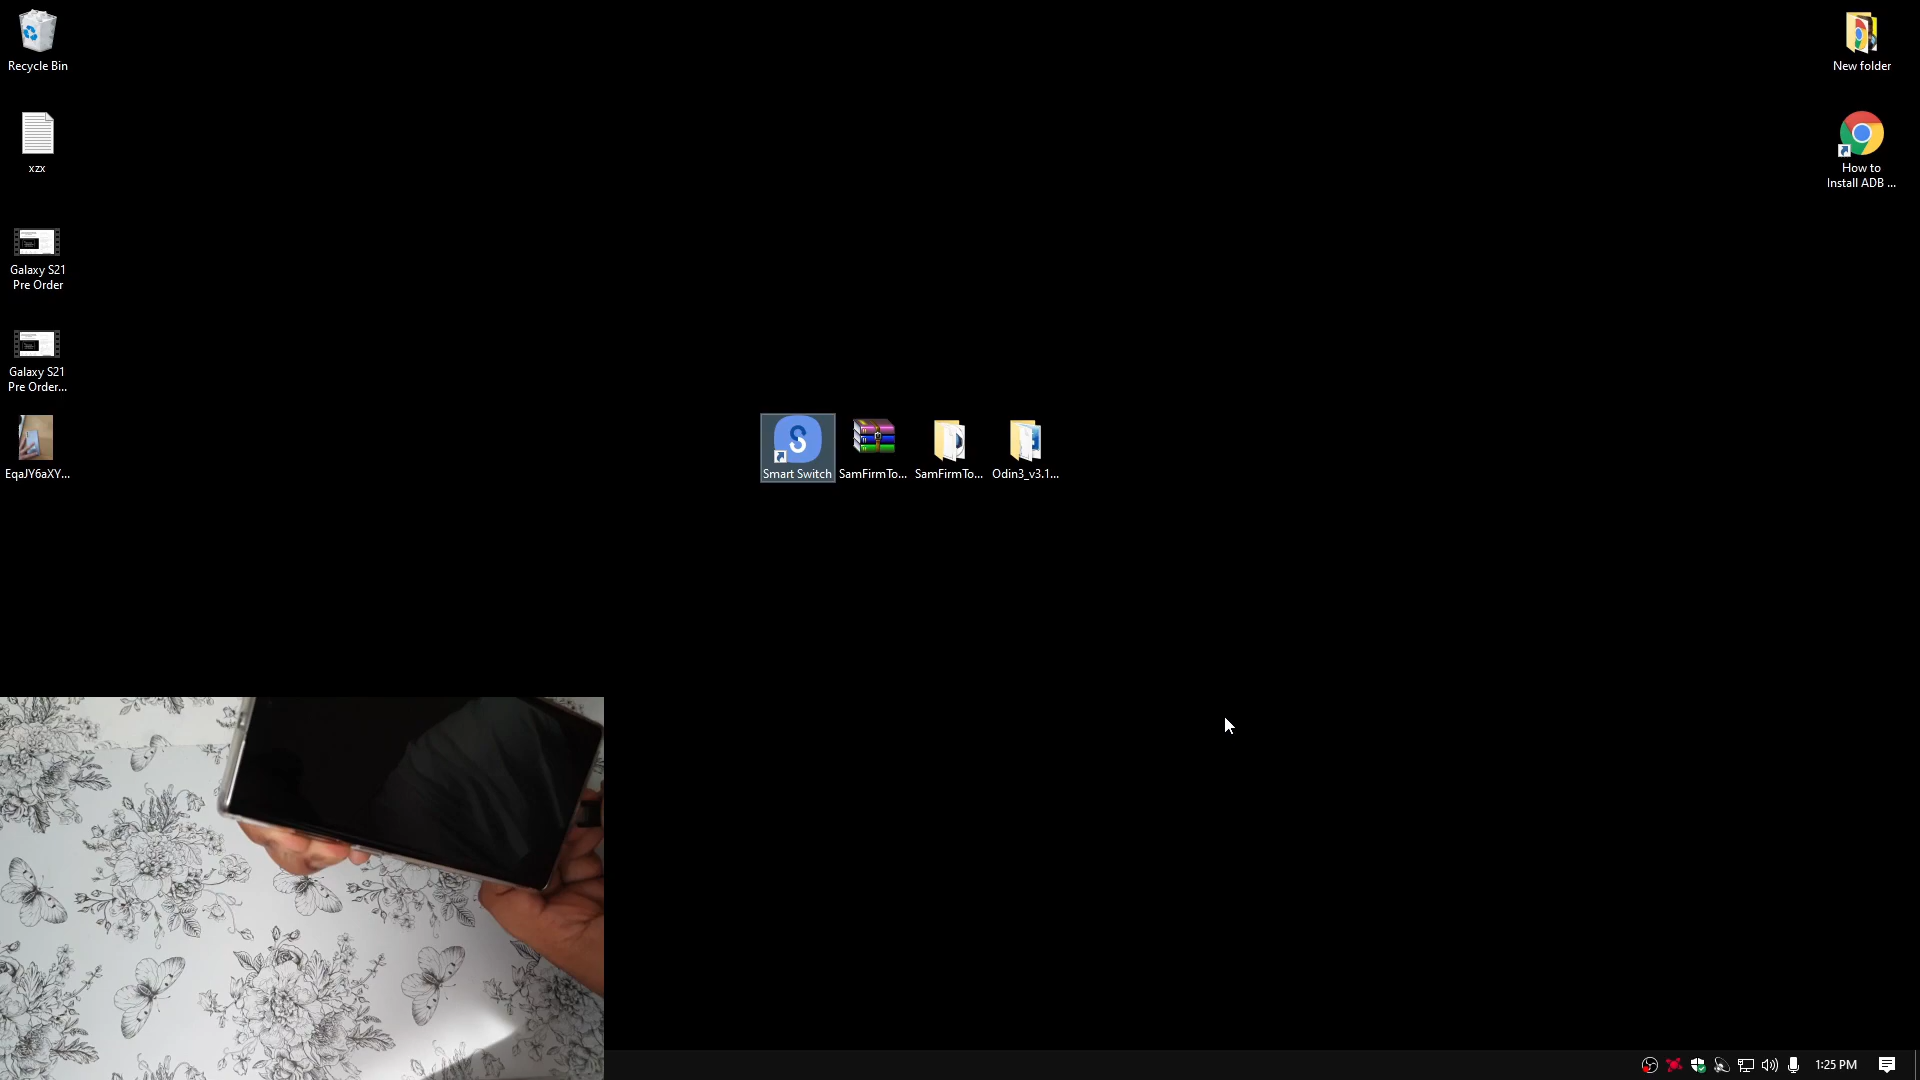 Recycle Bin
New folder
xzx
How to
Install ADB ...
Galaxy S21
Pre Order
Galaxy S21
Pre Order...
EqaJY6aXY...
Smart Switch
SamFirmTo...
SamFirmTo...
Odin3_v3.1...
1:25 PM